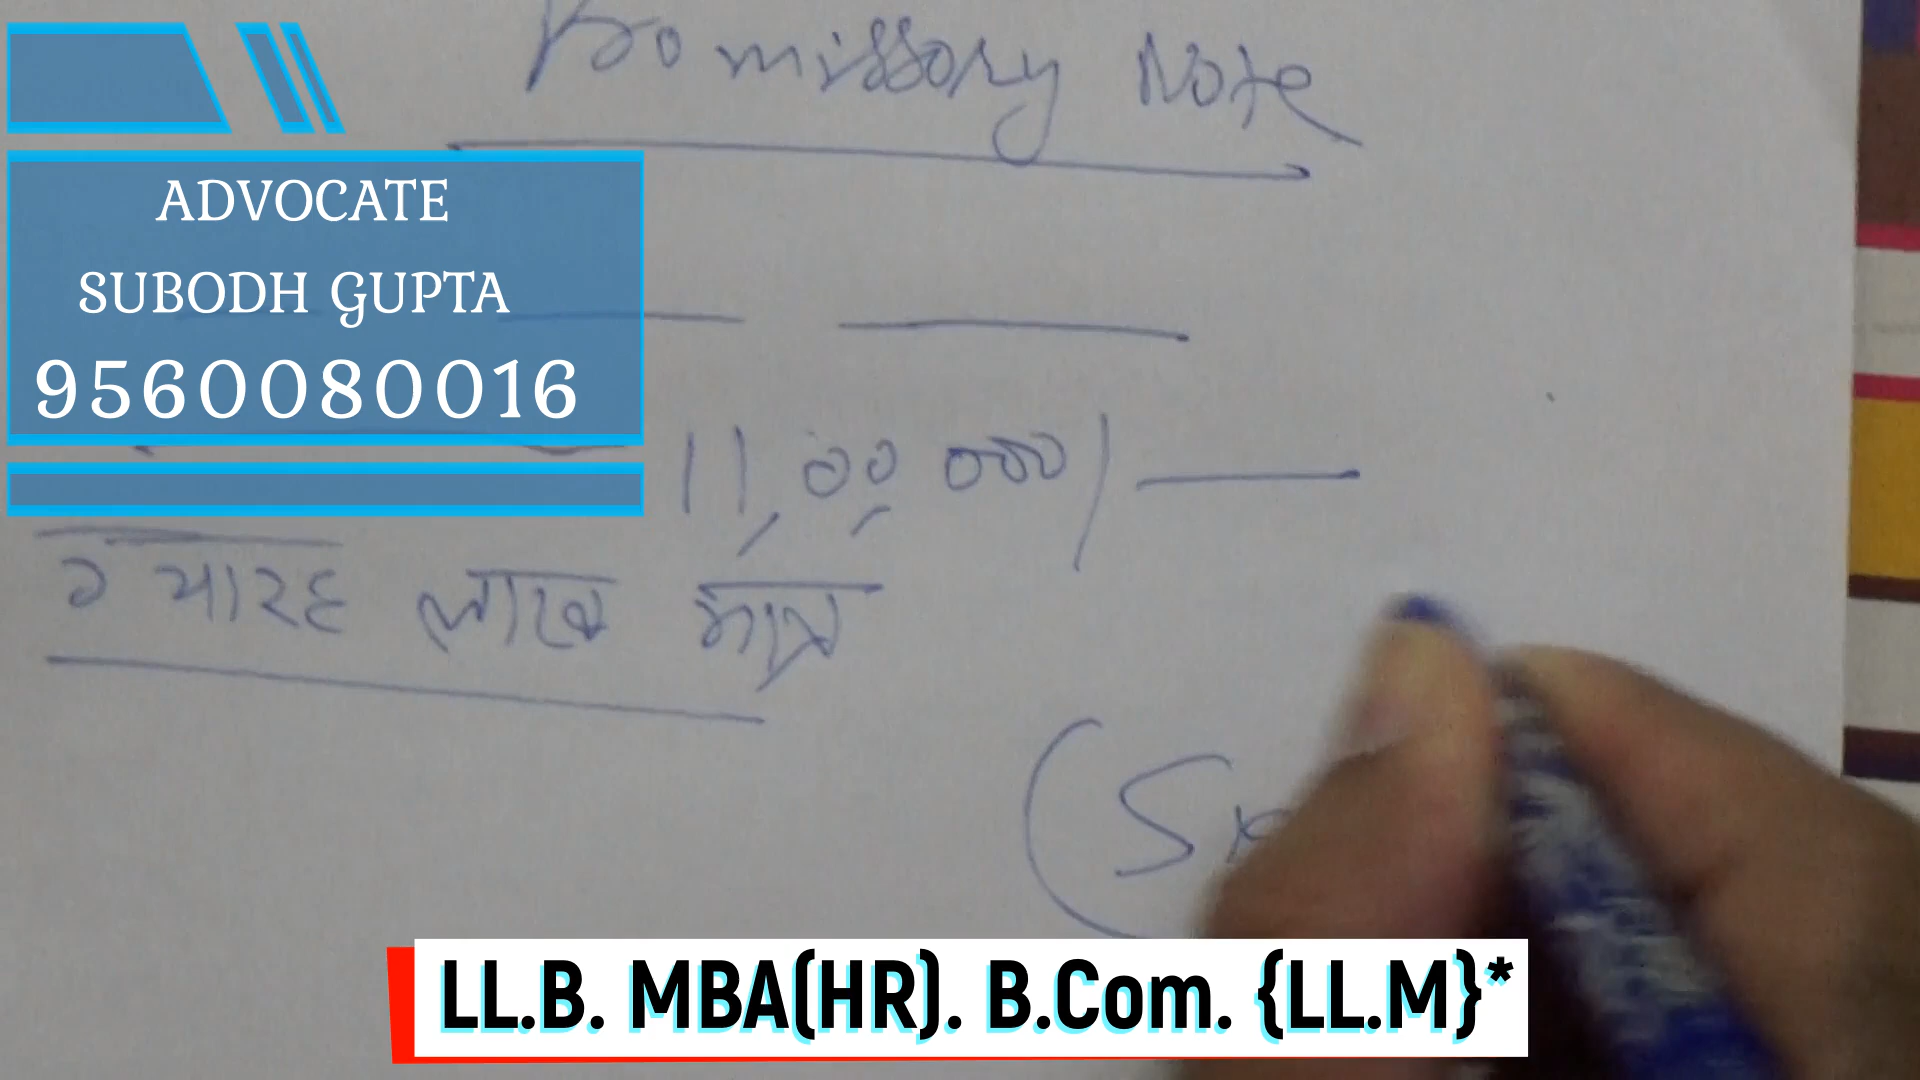 Promissory Note
ADVOCATE
SUBODH GUPTA
9560080016
11,00,000/
ग्यारह लाख मात्र
LL.B. MBA(HR). B.Com. {LL.M}*